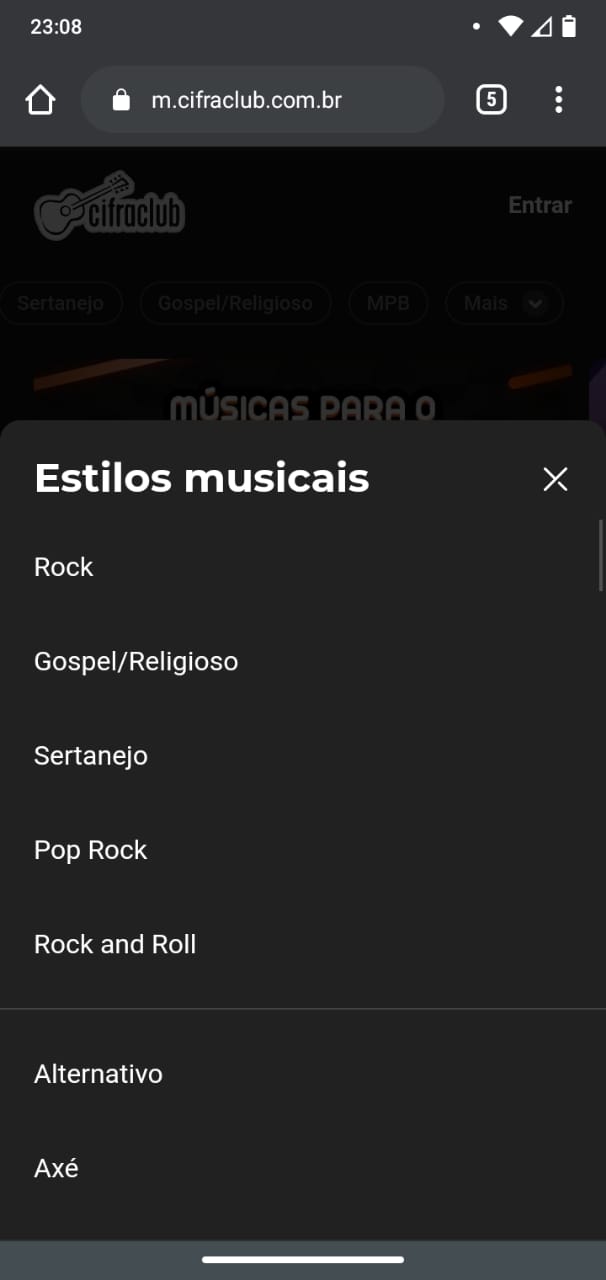 23:08
m.cifraclub.com.br
5
cifraclub
Entrar
Sertanejo
Gospel/Religioso
MPB
Mais
MÚSICAS PARA O
Estilos musicais
Rock
Gospel/Religioso
Sertanejo
Pop Rock
Rock and Roll
Alternativo
Axé